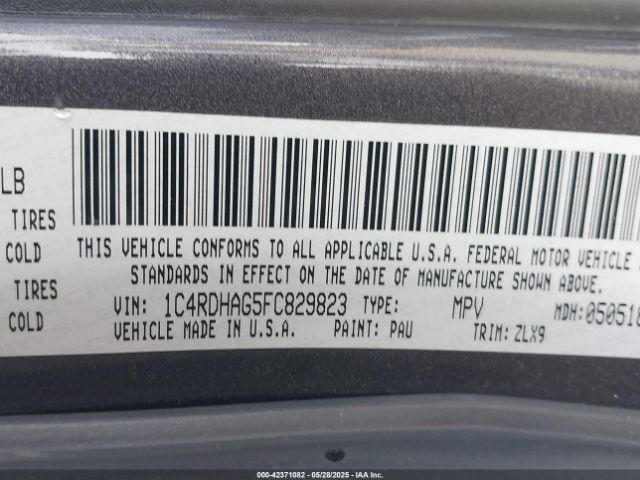 LB
TIRES
COLD
TIRES
COLD
THIS VEHICLE CONFORMS TO ALL APPLICABLE U.S.A. FEDERAL MOTOR VEHICLE
STANDARDS IN EFFECT ON THE DATE OF MANUFACTURE SHOWN ABOVE.
VIN: 1C4RDHAG5FC829823 TYPE: MPV MDH:050518
VEHICLE MADE IN U.S.A. PAINT: PAU TRIM: ZLX9
000-42371082 - 05/28/2025 - IAA Inc.